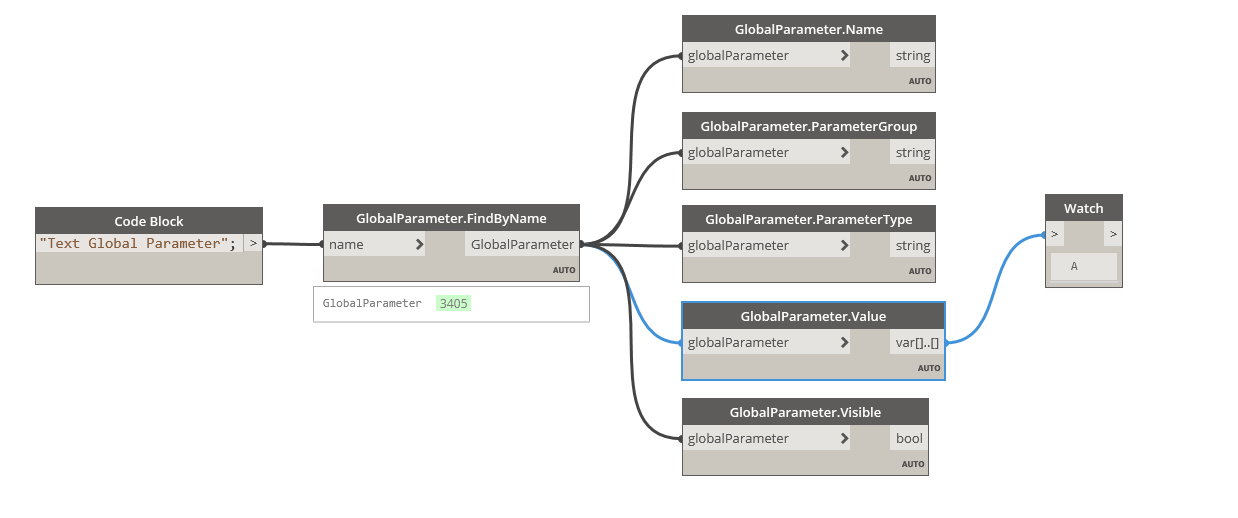 Code Block
"Text Global Parameter"; >
GlobalParameter.FindByName
name GlobalParameter
AUTO
GlobalParameter 3405
GlobalParameter.Name
globalParameter string
AUTO
GlobalParameter.ParameterGroup
globalParameter string
AUTO
GlobalParameter.ParameterType
globalParameter string
AUTO
GlobalParameter.Value
globalParameter var[]..[]
AUTO
GlobalParameter.Visible
globalParameter bool
AUTO
Watch
> >
A